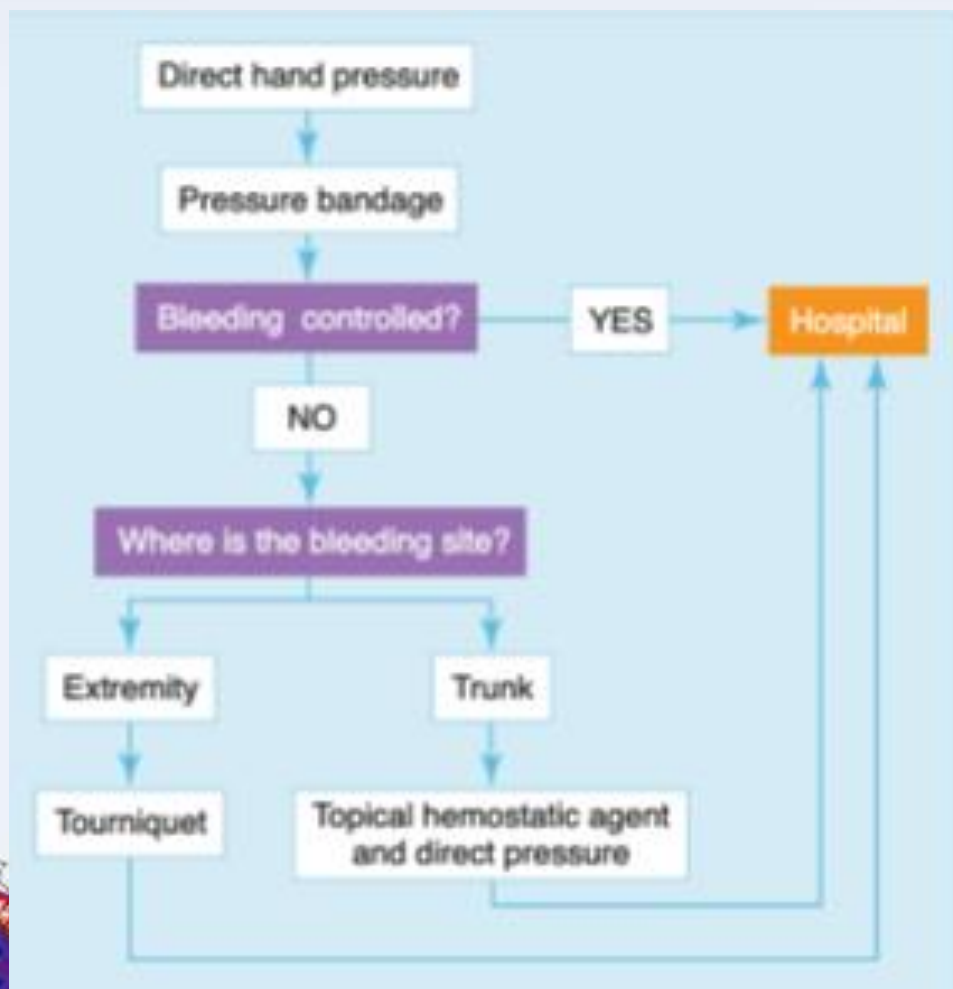 Direct hand pressure
Pressure bandage
Bleeding controlled?
YES
Hospital
NO
Where is the bleeding site?
Extremity
Trunk
Tourniquet
Topical hemostatic agent
and direct pressure